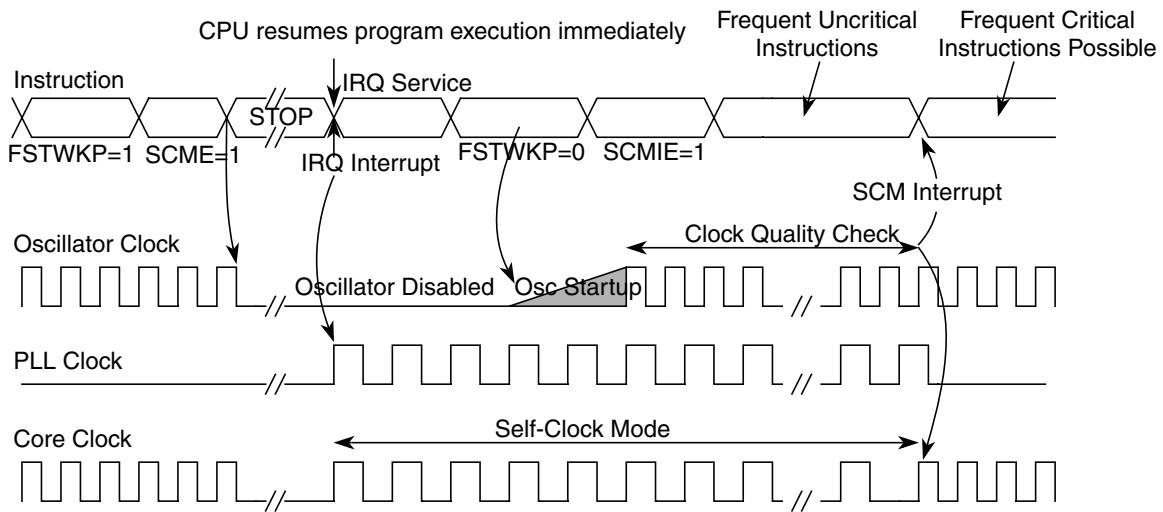 CPU resumes program execution immediately
Frequent Uncritical
Instructions
Frequent Critical
Instructions Possible
Instruction
STOP
IRQ Service
FSTWKP=1
SCME=1
IRQ Interrupt
FSTWKP=0
SCMIE=1
SCM Interrupt
Oscillator Clock
Clock Quality Check
Oscillator Disabled
Osc Startup
PLL Clock
Core Clock
Self-Clock Mode